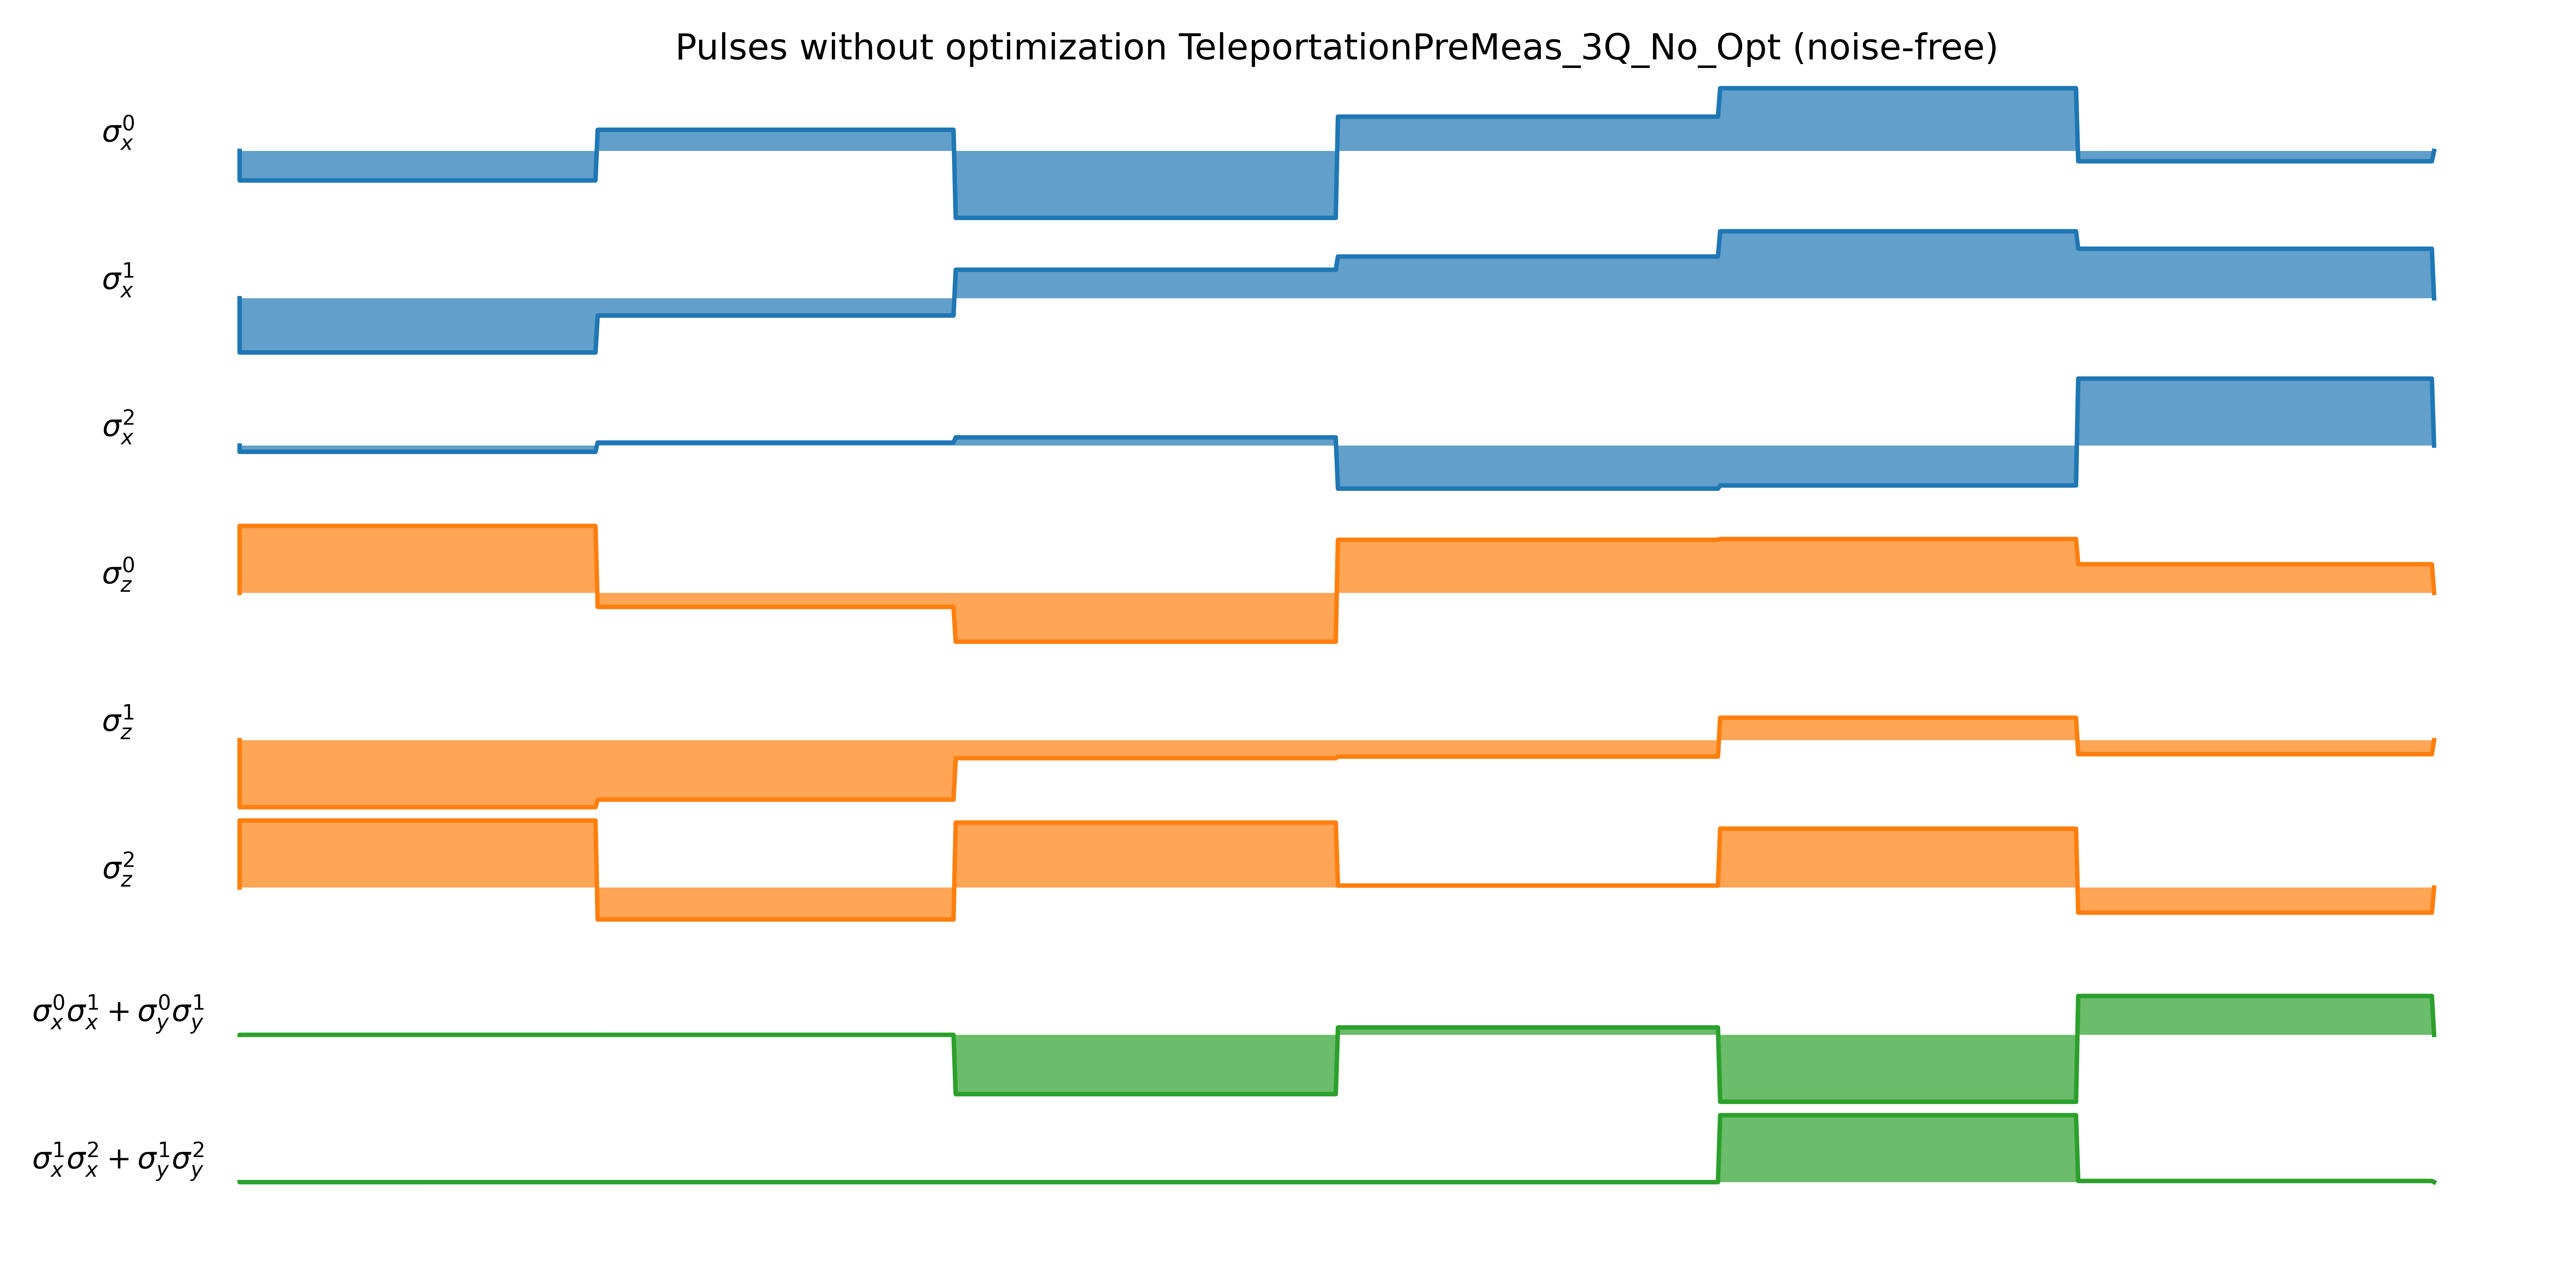 Pulses without optimization TeleportationPreMeas_3Q_No_Opt (noise-free)
σ_x^0
σ_x^1
σ_x^2
σ_z^0
σ_z^1
σ_z^2
σ_x^0σ_x^1 + σ_y^0σ_y^1
σ_x^1σ_x^2 + σ_y^1σ_y^2